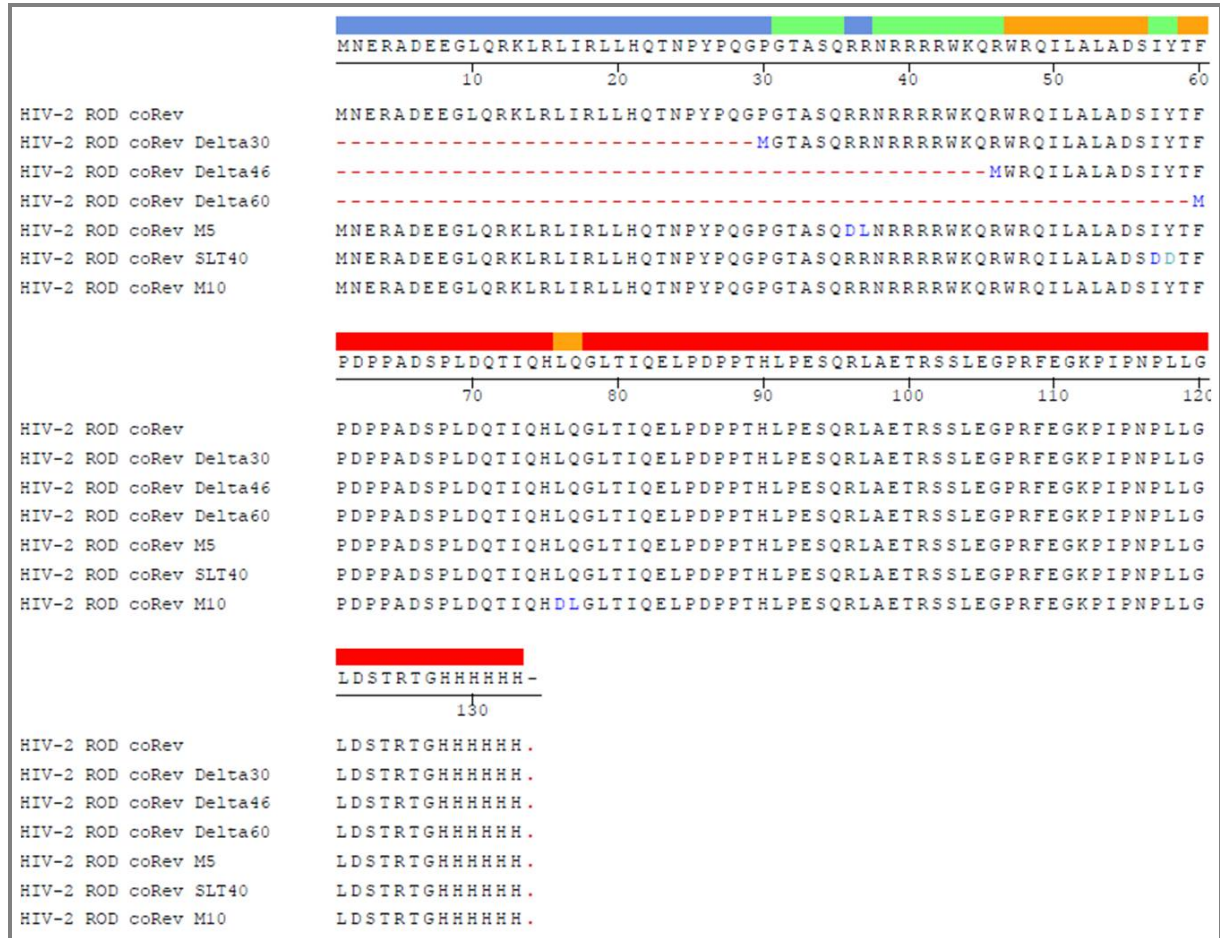 MNERADEEGLQRKLRLIRLLHQTNPYPQGPGTASQRRNRRRRWKQRWRQILALADSIYTF
10 20 30 40 50 60
HIV-2 ROD coRev MNERADEEGLQRKLRLIRLLHQTNPYPQGPGTASQRRNRRRRWKQRWRQILALADSIYTF
HIV-2 ROD coRev Delta30 -----------------------------MGTASQRRNRRRRWKQRWRQILALADSIYTF
HIV-2 ROD coRev Delta46 ---------------------------------------------MWRQILALADSIYTF
HIV-2 ROD coRev Delta60 -----------------------------------------------------------M
HIV-2 ROD coRev M5 MNERADEEGLQRKLRLIRLLHQTNPYPQGPGTASQDLNRRRRWKQRWRQILALADSIYTF
HIV-2 ROD coRev SLT40 MNERADEEGLQRKLRLIRLLHQTNPYPQGPGTASQRRNRRRRWKQRWRQILALADSDDTF
HIV-2 ROD coRev M10 MNERADEEGLQRKLRLIRLLHQTNPYPQGPGTASQRRNRRRRWKQRWRQILALADSIYTF
PDPPADSPLDQTIQHLQGLTIQELPDPPTHLPESQRLAETRSSLEGPRFEGKPIPNPLLG
70 80 90 100 110 120
HIV-2 ROD coRev PDPPADSPLDQTIQHLQGLTIQELPDPPTHLPESQRLAETRSSLEGPRFEGKPIPNPLLG
HIV-2 ROD coRev Delta30 PDPPADSPLDQTIQHLQGLTIQELPDPPTHLPESQRLAETRSSLEGPRFEGKPIPNPLLG
HIV-2 ROD coRev Delta46 PDPPADSPLDQTIQHLQGLTIQELPDPPTHLPESQRLAETRSSLEGPRFEGKPIPNPLLG
HIV-2 ROD coRev Delta60 PDPPADSPLDQTIQHLQGLTIQELPDPPTHLPESQRLAETRSSLEGPRFEGKPIPNPLLG
HIV-2 ROD coRev M5 PDPPADSPLDQTIQHLQGLTIQELPDPPTHLPESQRLAETRSSLEGPRFEGKPIPNPLLG
HIV-2 ROD coRev SLT40 PDPPADSPLDQTIQHLQGLTIQELPDPPTHLPESQRLAETRSSLEGPRFEGKPIPNPLLG
HIV-2 ROD coRev M10 PDPPADSPLDQTIQHDLGLTIQELPDPPTHLPESQRLAETRSSLEGPRFEGKPIPNPLLG
LDSTRTGHHHHHH-
130
HIV-2 ROD coRev LDSTRTGHHHHHH.
HIV-2 ROD coRev Delta30 LDSTRTGHHHHHH.
HIV-2 ROD coRev Delta46 LDSTRTGHHHHHH.
HIV-2 ROD coRev Delta60 LDSTRTGHHHHHH.
HIV-2 ROD coRev M5 LDSTRTGHHHHHH.
HIV-2 ROD coRev SLT40 LDSTRTGHHHHHH.
HIV-2 ROD coRev M10 LDSTRTGHHHHHH.